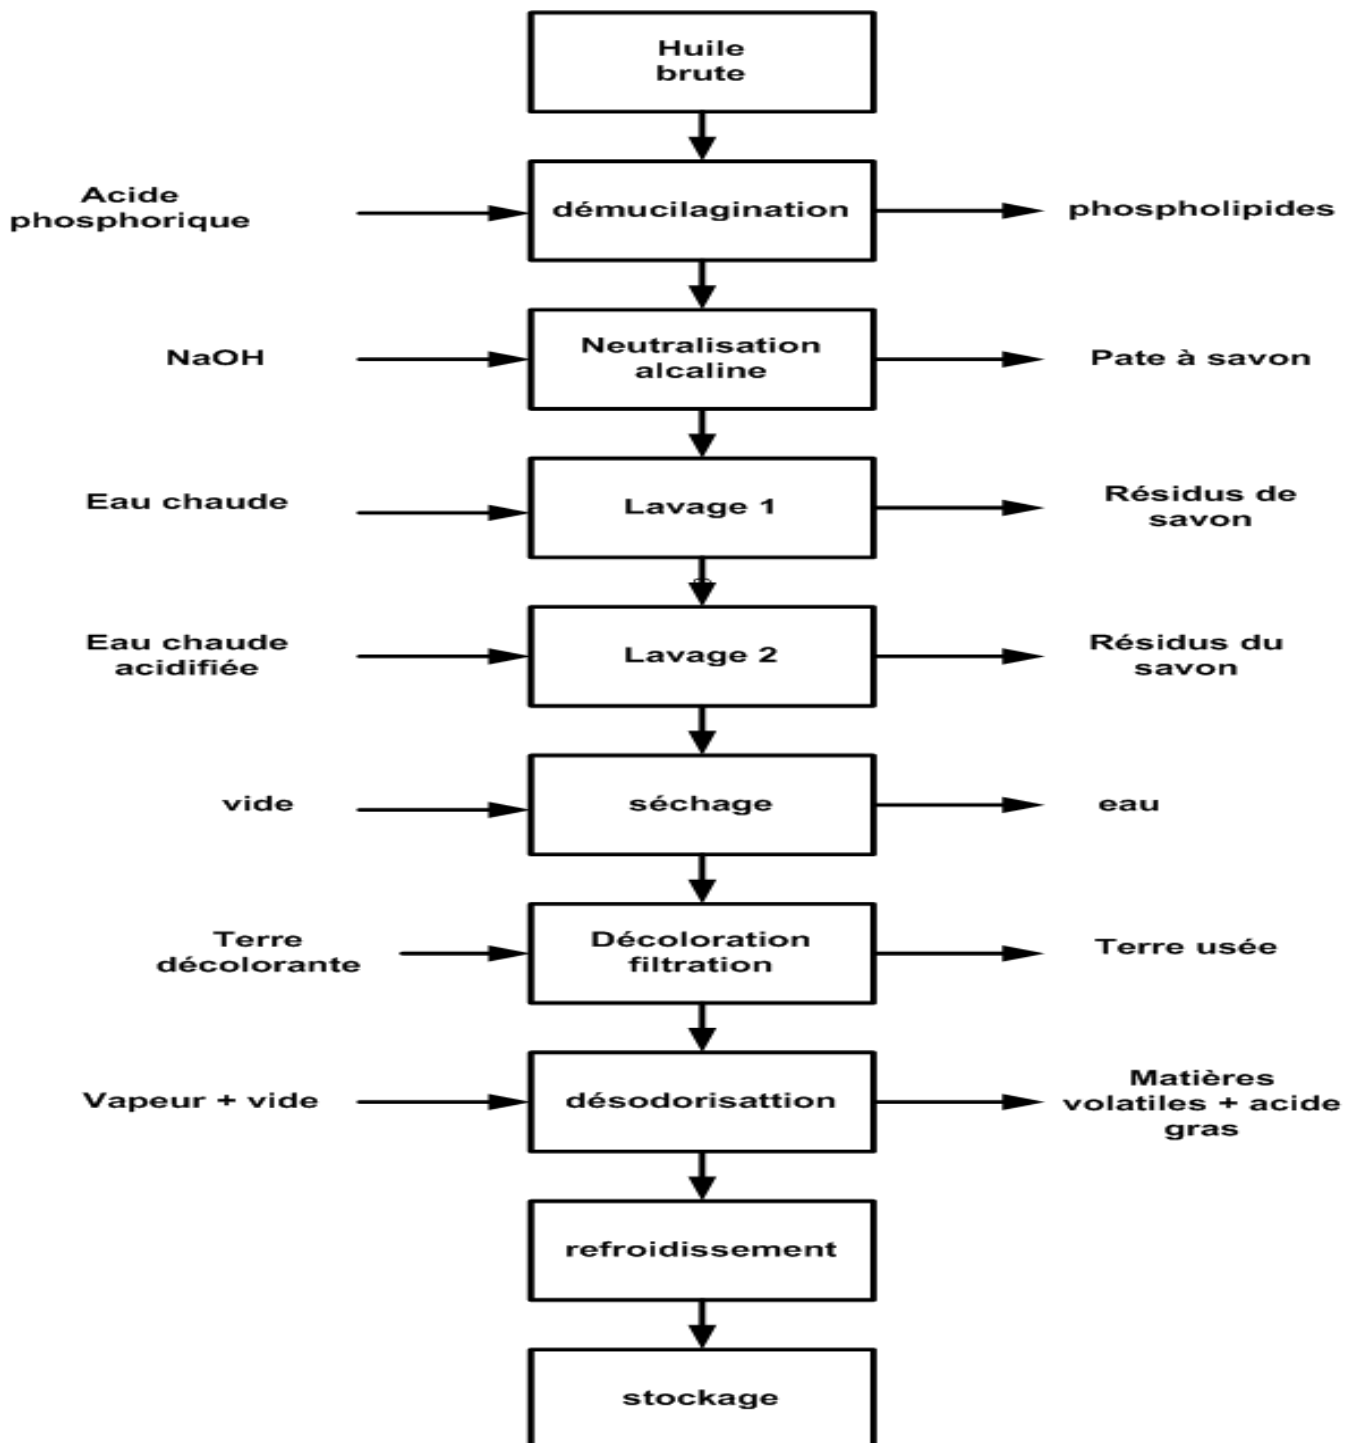 Huile
brute
Acide
phosphorique
démucilagination
phospholipides
NaOH
Neutralisation
alcaline
Pate à savon
Eau chaude
Lavage 1
Résidus de
savon
Eau chaude
acidifiée
Lavage 2
Résidus du
savon
vide
séchage
eau
Terre
décolorante
Décoloration
filtration
Terre usée
Vapeur + vide
désodorisattion
Matières
volatiles + acide
gras
refroidissement
stockage